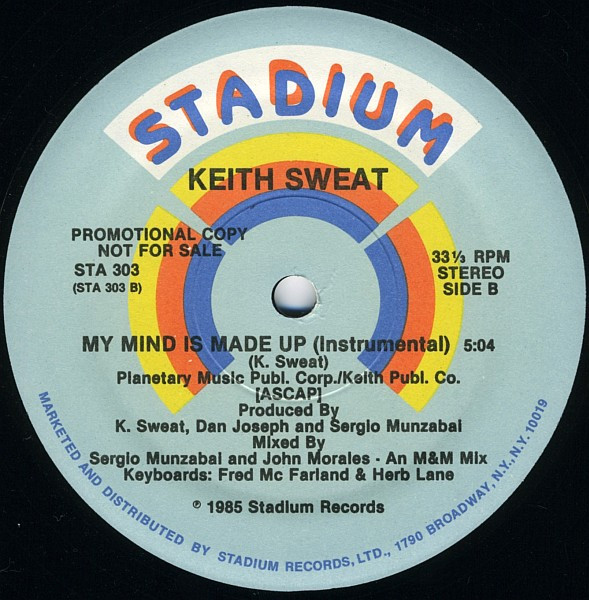 STADIUM
KEITH SWEAT
PROMOTIONAL COPY
NOT FOR SALE
STA 303
(STA 303 B)
33⅓ RPM
STEREO
SIDE B
MY MIND IS MADE UP (Instrumental) 5:04
(K. Sweat)
Planetary Music Publ. Corp./Keith Publ. Co.
[ASCAP]
Produced By
K. Sweat, Dan Joseph and Sergio Munzabal
Mixed By
Sergio Munzabal and John Morales - An M&M Mix
Keyboards: Fred Mc Farland & Herb Lane
℗ 1985 Stadium Records
MARKETED AND DISTRIBUTED BY STADIUM RECORDS, LTD., 1790 BROADWAY, N.Y., N.Y. 10019